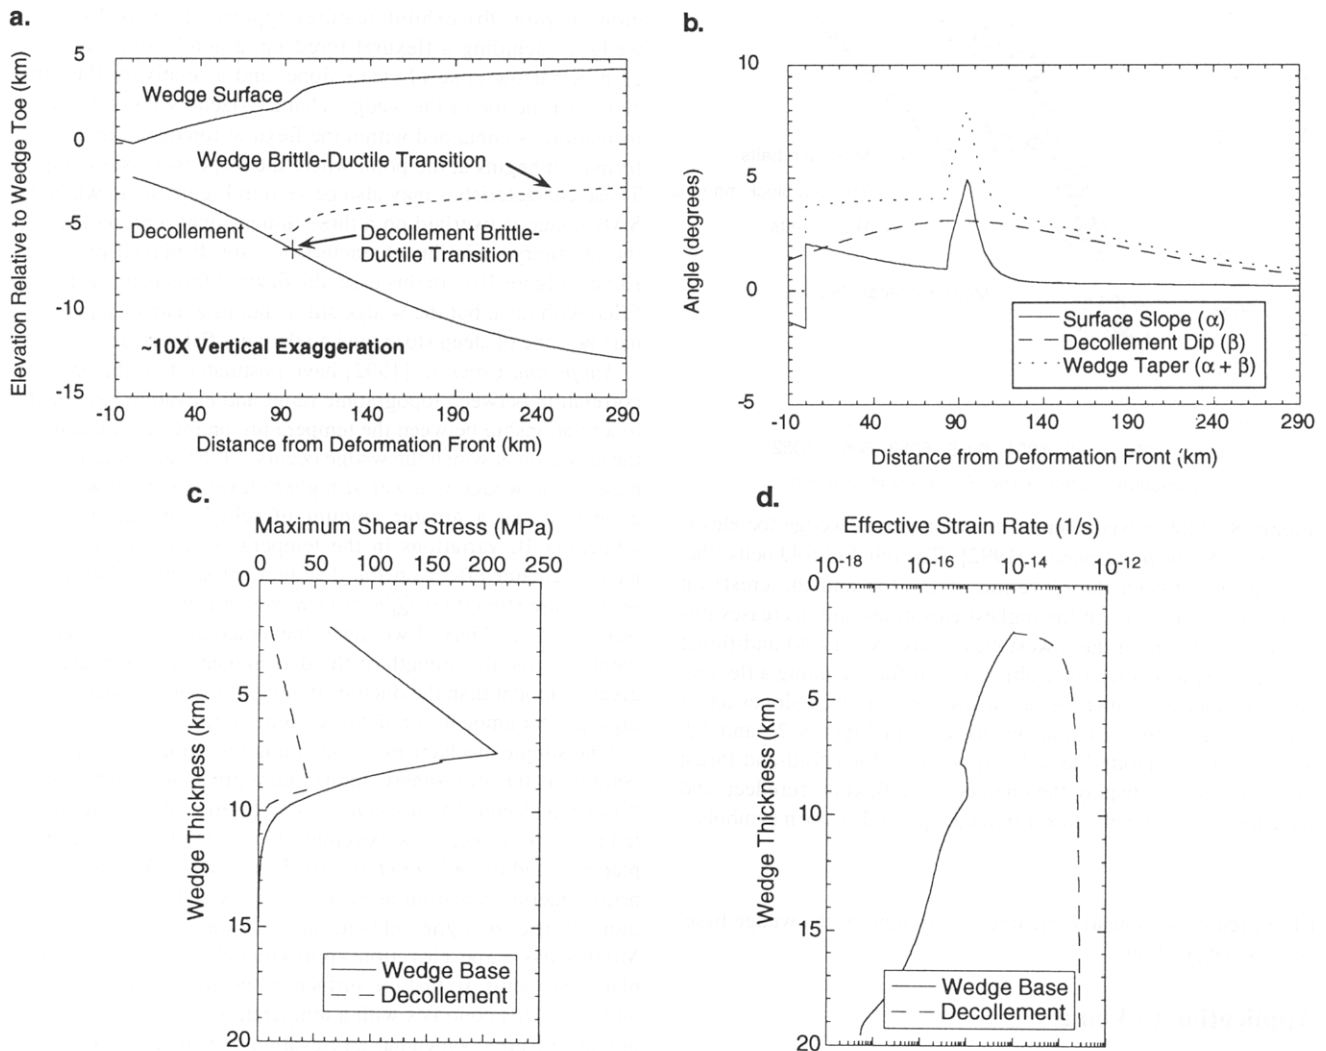 a.
Elevation Relative to Wedge Toe (km)
5
0
-5
-10
-15
Wedge Surface
Wedge Brittle-Ductile Transition
Decollement
Decollement Brittle-
Ductile Transition
~10X Vertical Exaggeration
-10 40 90 140 190 240 290
Distance from Deformation Front (km)
b.
Angle (degrees)
10
5
0
-5
Surface Slope (α)
Decollement Dip (β)
Wedge Taper (α + β)
-10 40 90 140 190 240 290
Distance from Deformation Front (km)
c.
Maximum Shear Stress (MPa)
0 50 100 150 200 250
Wedge Thickness (km)
0
5
10
15
20
Wedge Base
Decollement
d.
Effective Strain Rate (1/s)
10⁻¹⁸ 10⁻¹⁶ 10⁻¹⁴ 10⁻¹²
Wedge Thickness (km)
0
5
10
15
20
Wedge Base
Decollement